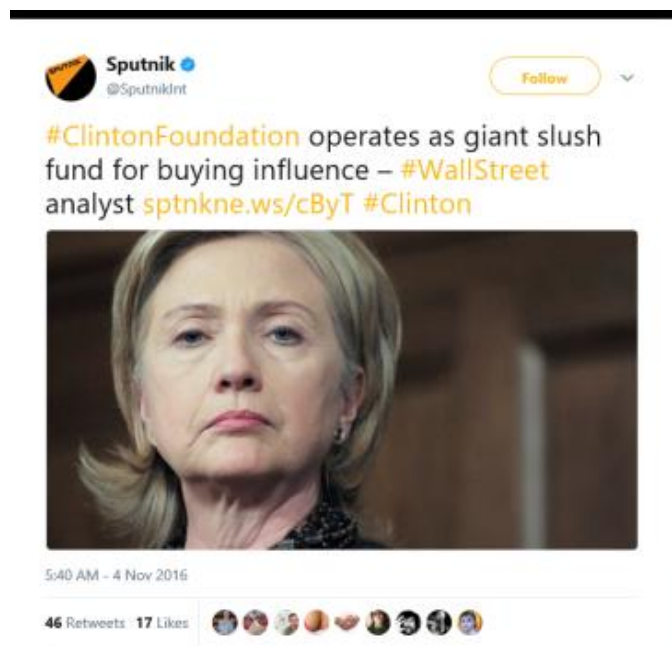 Sputnik
@SputnikInt
Follow
#ClintonFoundation operates as giant slush
fund for buying influence – #WallStreet
analyst sptnkne.ws/cByT #Clinton
5:40 AM - 4 Nov 2016
46 Retweets 17 Likes